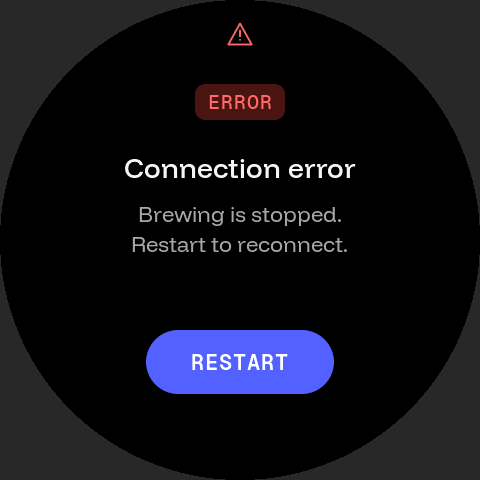 ERROR
Connection error
Brewing is stopped.
Restart to reconnect.
RESTART